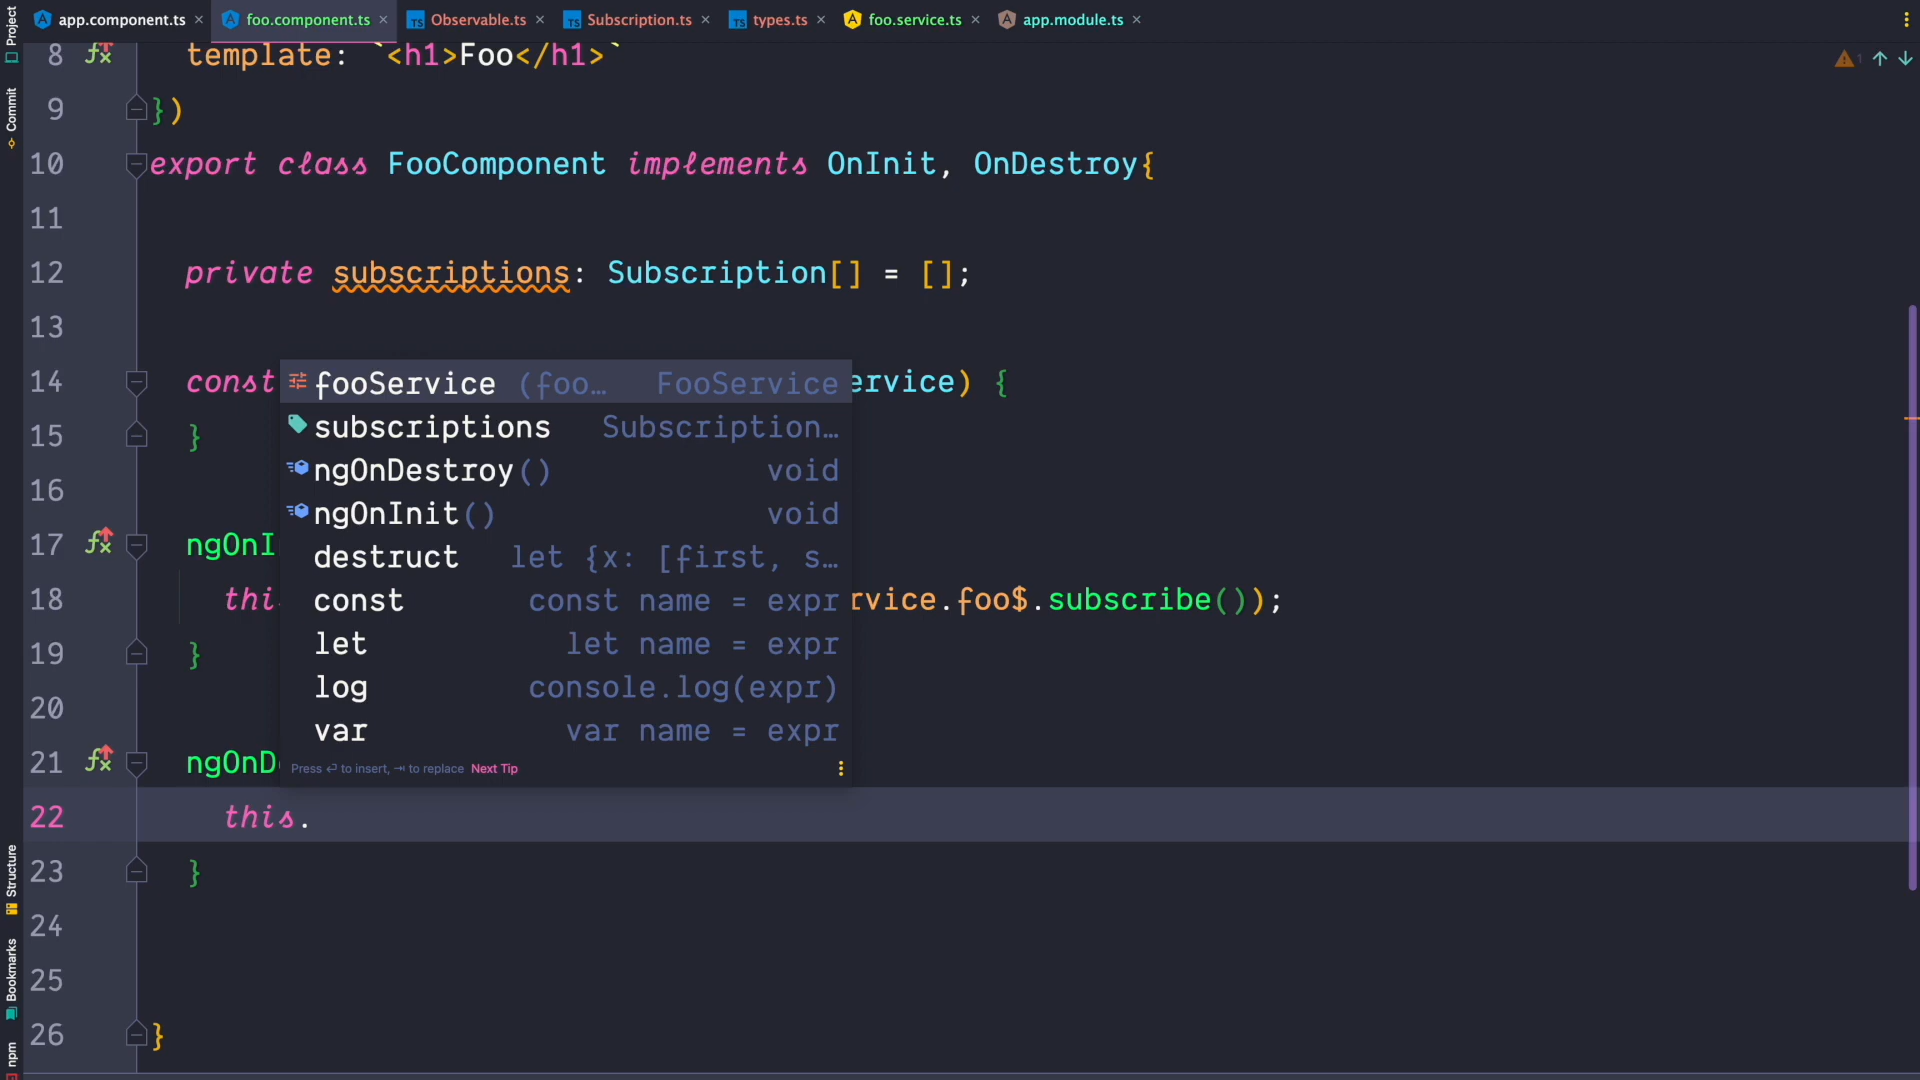 Project
Commit
Structure
Bookmarks
npm
app.component.ts
foo.component.ts
Observable.ts
Subscription.ts
types.ts
foo.service.ts
app.module.ts
1
8 template: `<h1>Foo</h1>`
9 })
10 export class FooComponent implements OnInit, OnDestroy{
11
12 private subscriptions: Subscription[] = [];
13
14 const ervice) {
15 }
16
17 ngOnI
18 thi rvice.foo$.subscribe());
19 }
20
21 ngOnD
22 this.
23 }
24
25
26 }
fooService (foo… FooService
subscriptions Subscription…
ngOnDestroy() void
ngOnInit() void
destruct let {x: [first, s…
const const name = expr
let let name = expr
log console.log(expr)
var var name = expr
Press ↵ to insert, ⇥ to replace Next Tip